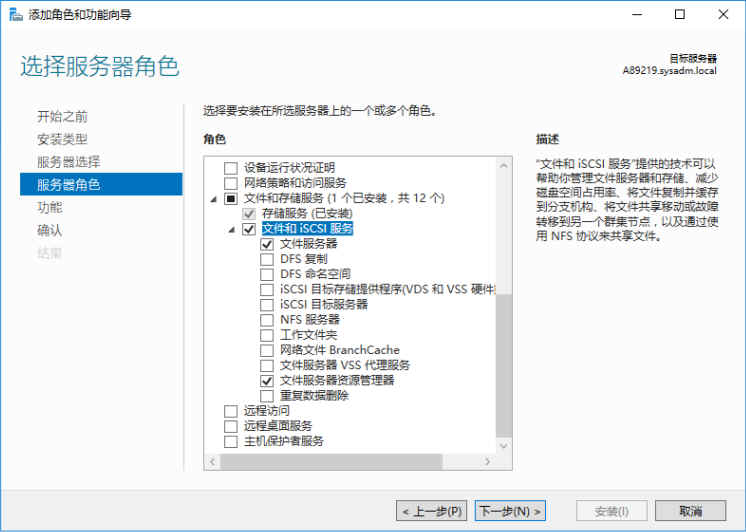 添加角色和功能向导
选择服务器角色
目标服务器
A89219.sysadm.local
开始之前
安装类型
服务器选择
服务器角色
功能
确认
结果
选择要安装在所选服务器上的一个或多个角色。
角色
设备运行状况证明
网络策略和访问服务
文件和存储服务 (1 个已安装，共 12 个)
存储服务 (已安装)
文件和 iSCSI 服务
文件服务器
DFS 复制
DFS 命名空间
iSCSI 目标存储提供程序(VDS 和 VSS 硬件
iSCSI 目标服务器
NFS 服务器
工作文件夹
网络文件 BranchCache
文件服务器 VSS 代理服务
文件服务器资源管理器
重复数据删除
远程访问
远程桌面服务
主机保护者服务
描述
“文件和 iSCSI 服务”提供的技术可以
帮助你管理文件服务器和存储、减少
磁盘空间占用率、将文件复制并缓存
到分支机构、将文件共享移动或故障
转移到另一个群集节点，以及通过使
用 NFS 协议来共享文件。
< 上一步(P)
下一步(N) >
安装(I)
取消